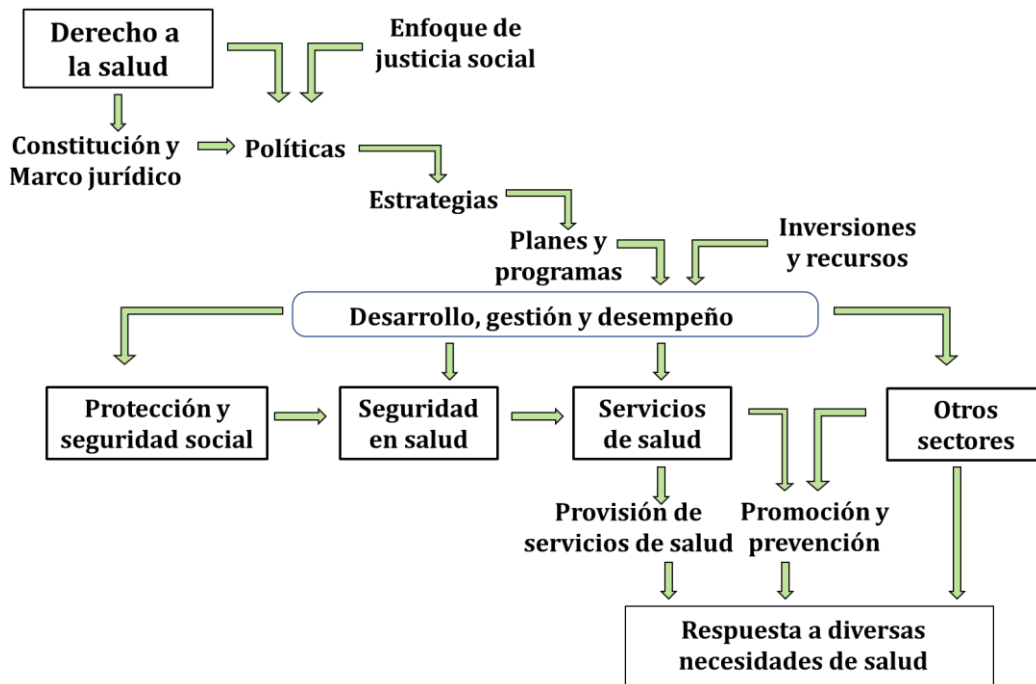 Derecho a
la salud
Enfoque de
justicia social
Constitución y
Marco jurídico
Políticas
Estrategias
Planes y
programas
Inversiones
y recursos
Desarrollo, gestión y desempeño
Protección y
seguridad social
Seguridad
en salud
Servicios
de salud
Otros
sectores
Provisión de
servicios de salud
Promoción y
prevención
Respuesta a diversas
necesidades de salud